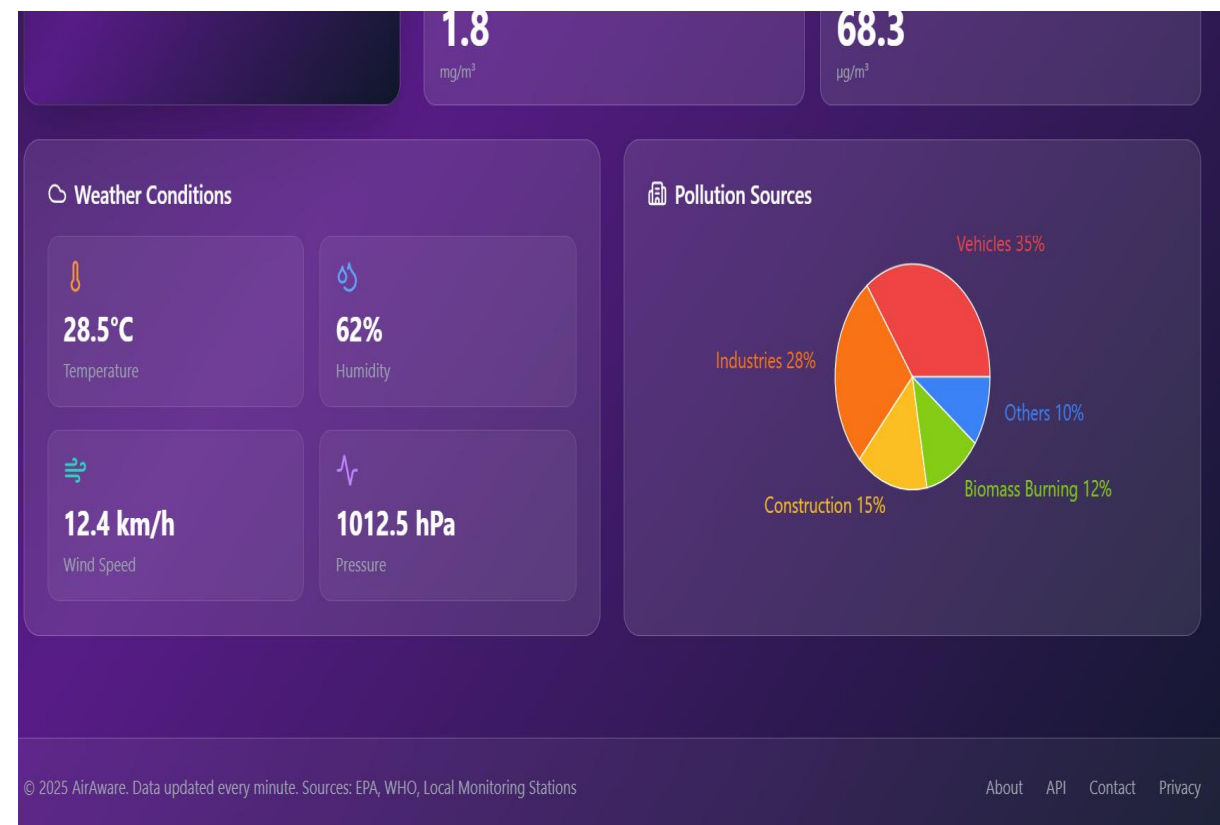 1.8
68.3
mg/m³
µg/m³
Weather Conditions
28.5°C
Temperature
62%
Humidity
12.4 km/h
Wind Speed
1012.5 hPa
Pressure
Pollution Sources
Vehicles 35%
Industries 28%
Others 10%
Biomass Burning 12%
Construction 15%
© 2025 AirAware. Data updated every minute. Sources: EPA, WHO, Local Monitoring Stations
About API Contact Privacy